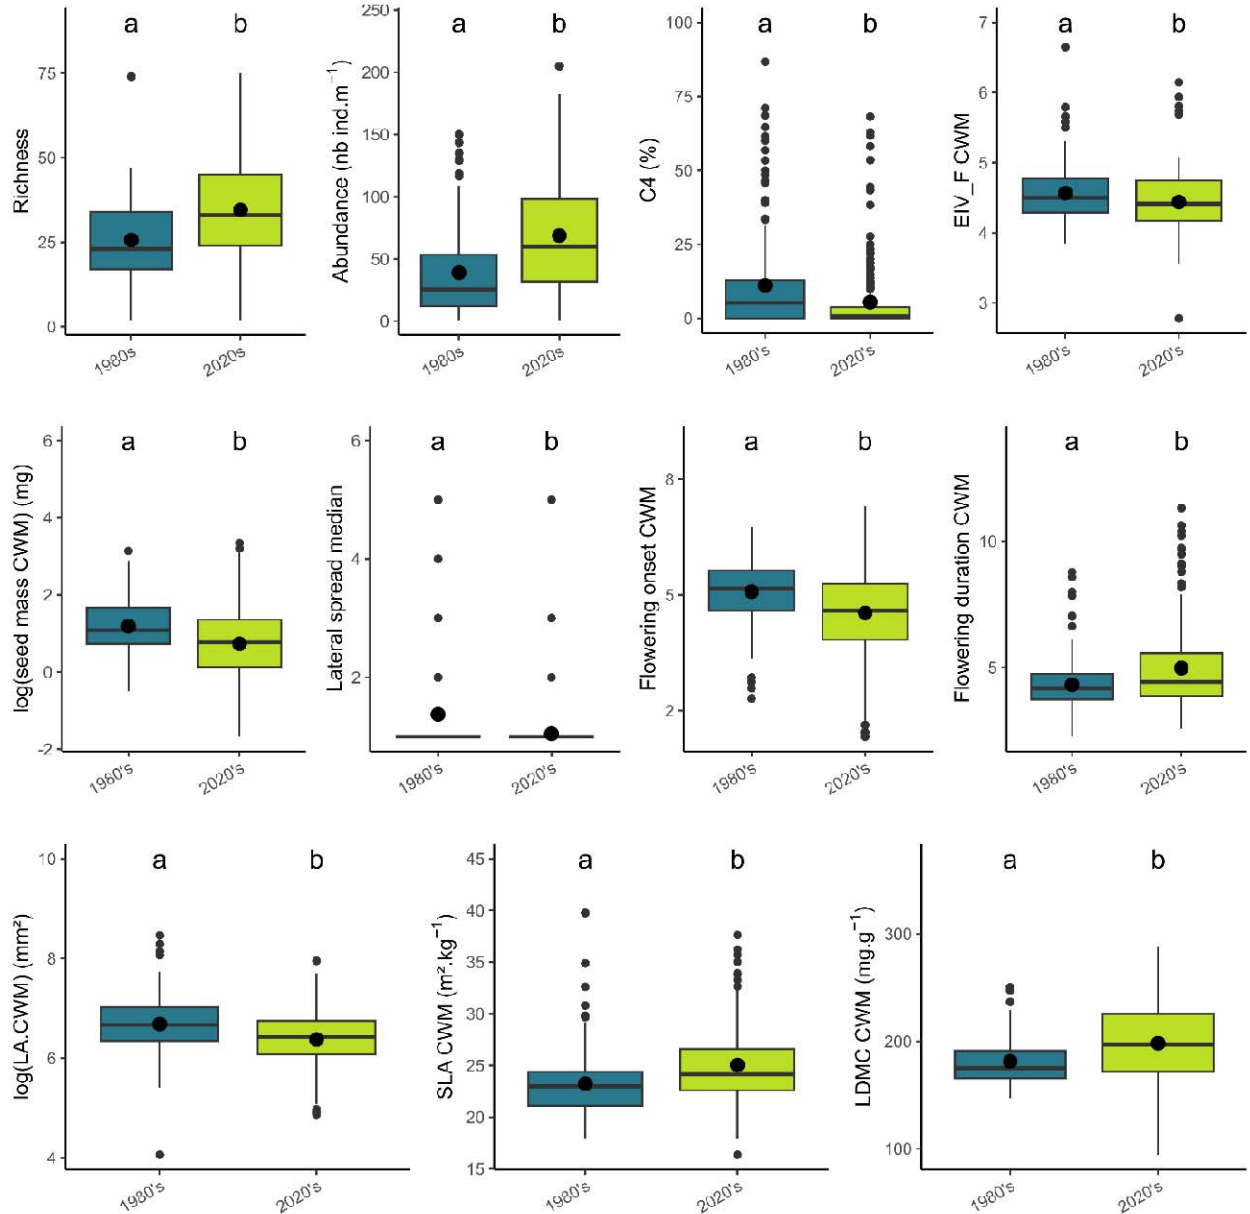 a b
Richness
75
50
25
0
1980s
2020s
a b
Abundance (nb ind.m⁻¹)
250
200
150
100
50
0
1980s
2020s
a b
C4 (%)
100
75
50
25
0
1980's
2020's
a b
EIV_F CWM
7
6
5
4
3
1980's
2020's
a b
log(seed mass CWM) (mg)
6
4
2
0
-2
1980's
2020's
a b
Lateral spread median
6
4
2
1980's
2020's
a b
Flowering onset CWM
8
5
2
1980's
2020's
a b
Flowering duration CWM
10
5
1980's
2020's
a b
log(LA.CWM) (mm²)
10
8
6
4
1980's
2020's
a b
SLA CWM (m².kg⁻¹)
45
40
35
30
25
20
15
1980's
2020's
a b
LDMC CWM (mg.g⁻¹)
300
200
100
1980's
2020's